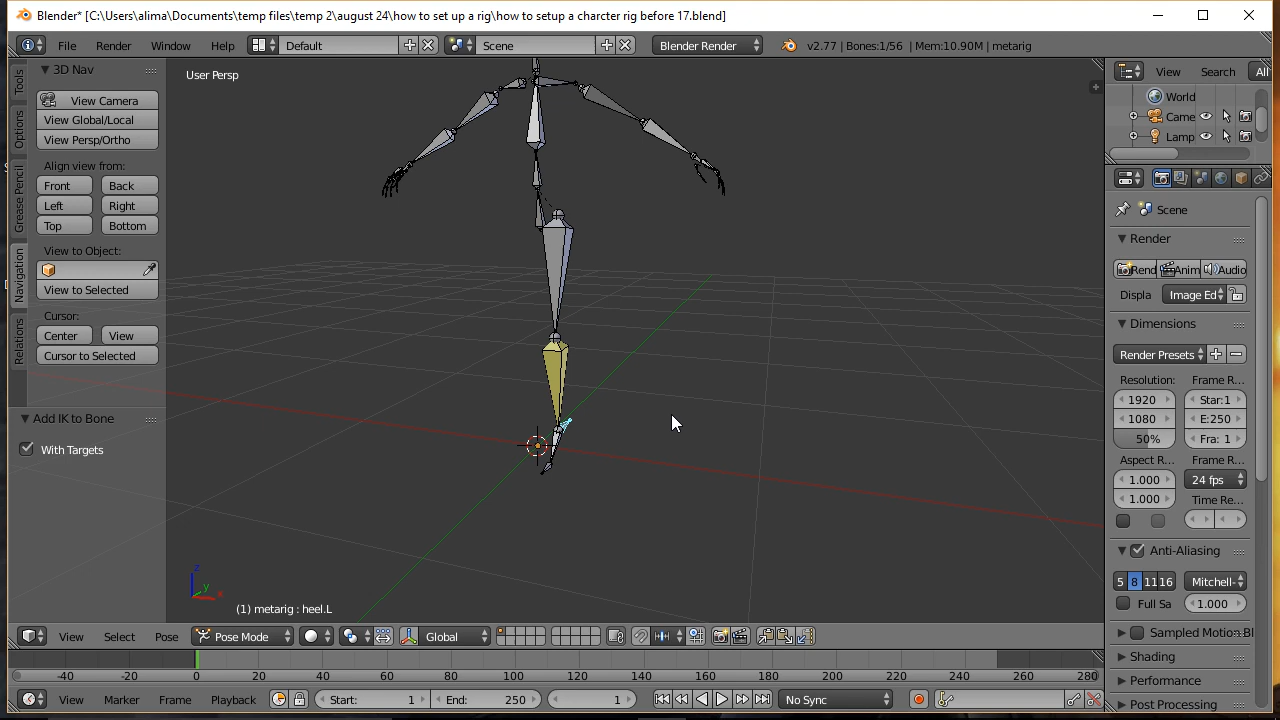 Blender* [C:\Users\alima\Documents\temp files\temp 2\august 24\how to set up a rig\how to setup a charcter rig before 17.blend]
File Render Window Help Default Scene Blender Render v2.77 | Bones:1/56 | Mem:10.90M | metarig
Tools
Options
Grease Pencil
Navigation
Relations
3D Nav
View Camera
View Global/Local
View Persp/Ortho
Align view from:
Front Back
Left Right
Top Bottom
View to Object:
View to Selected
Cursor:
Center View
Cursor to Selected
Add IK to Bone
With Targets
User Persp
z
y
x
(1) metarig : heel.L
View Select Pose Pose Mode Global
-40 -20 0 20 40 60 80 100 120 140 160 180 200 220 240 260 280
View Marker Frame Playback Start: 1 End: 250 1 No Sync
View Search All
World
Came
Lamp
Scene
Render
Rend Anim Audio
Displa Image Ed
Dimensions
Render Presets
Resolution: Frame R...
1920 Star:1
1080 E:250
50% Fra: 1
Aspect R... Frame R...
1.000 24 fps
1.000 Time Re...
Anti-Aliasing
5 8 11 16 Mitchell-
Full Sa 1.000
Sampled Motion Bl
Shading
Performance
Post Processing